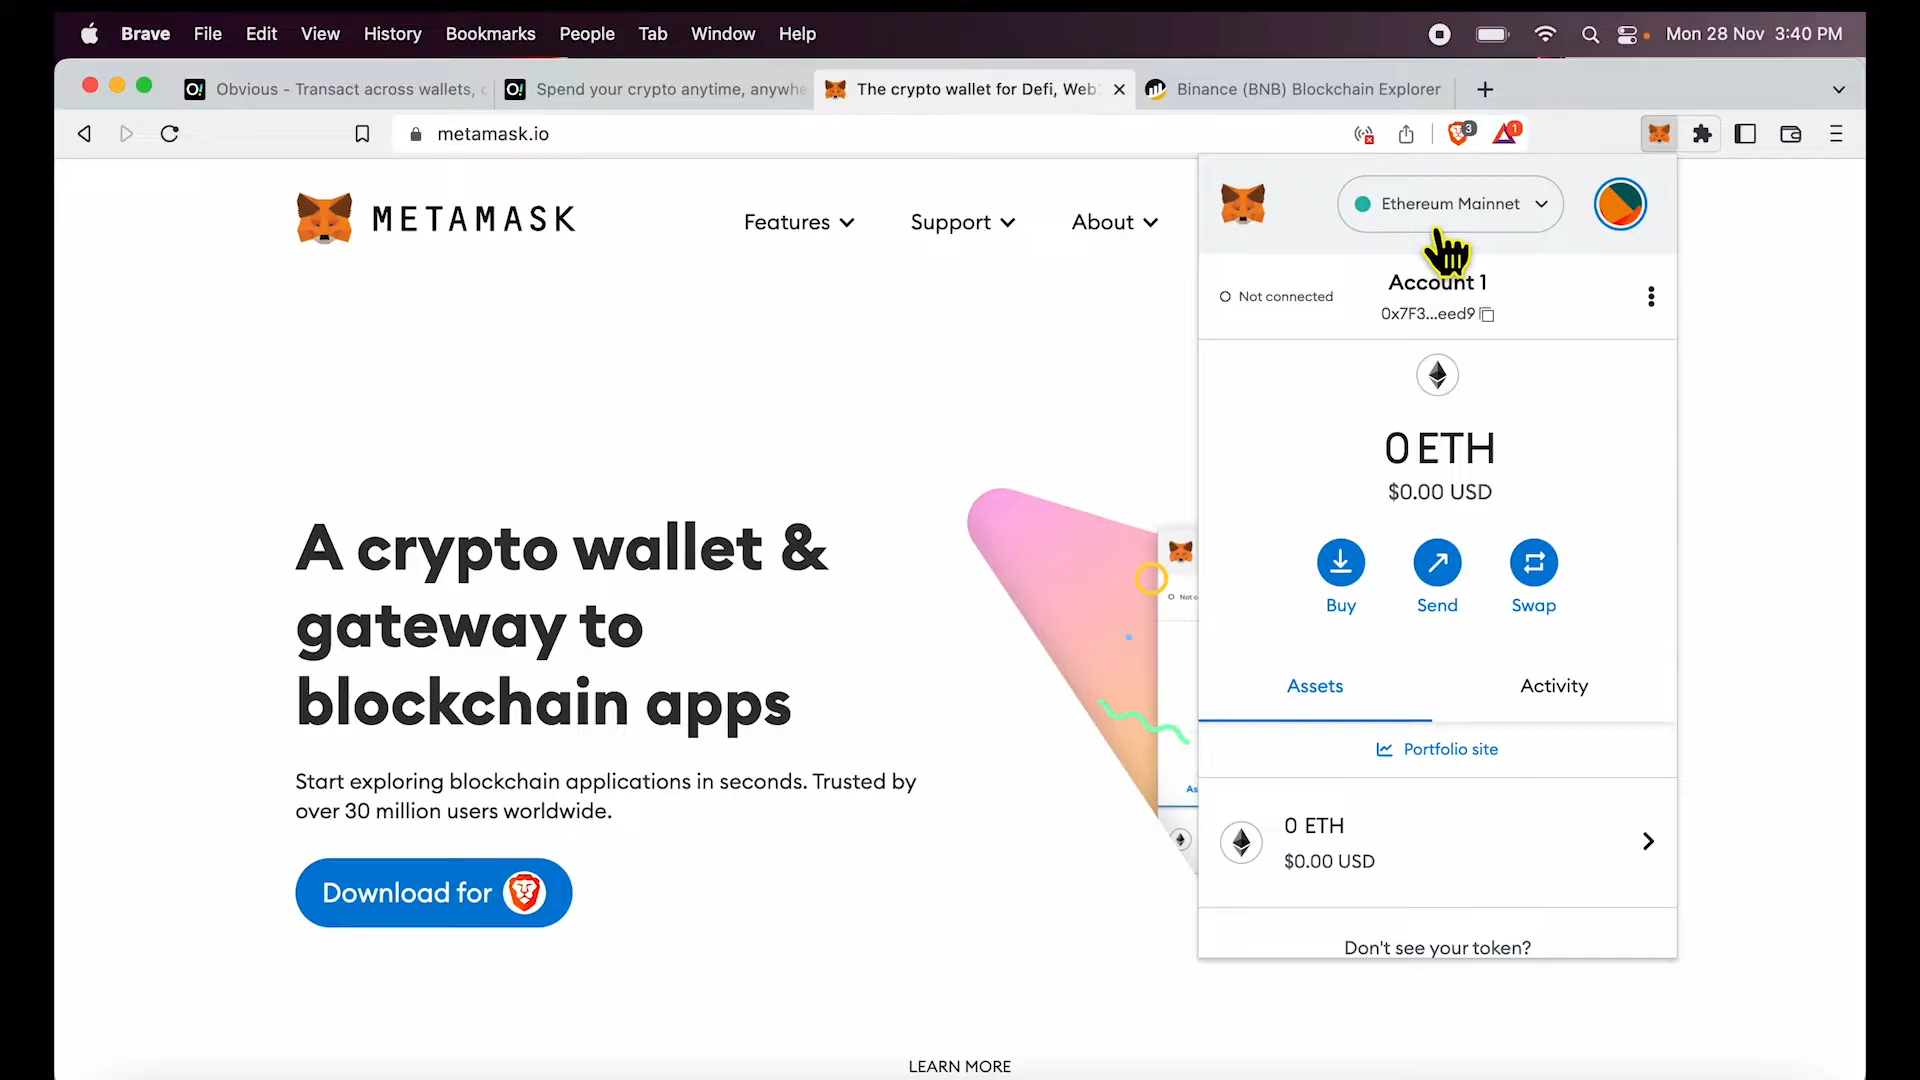 Brave File Edit View History Bookmarks People Tab Window Help
Mon 28 Nov 3:40 PM
O! Obvious - Transact across wallets, c
O! Spend your crypto anytime, anywhe
The crypto wallet for Defi, Web
Binance (BNB) Blockchain Explorer
metamask.io
3
1
METAMASK
Features
Support
About
Ethereum Mainnet
Not connected
Account 1
0x7F3...eed9
0 ETH
$0.00 USD
Buy
Send
Swap
Assets
Activity
Portfolio site
0 ETH
$0.00 USD
Don't see your token?
A crypto wallet &
gateway to
blockchain apps
Start exploring blockchain applications in seconds. Trusted by
over 30 million users worldwide.
Download for
Not c
As
LEARN MORE